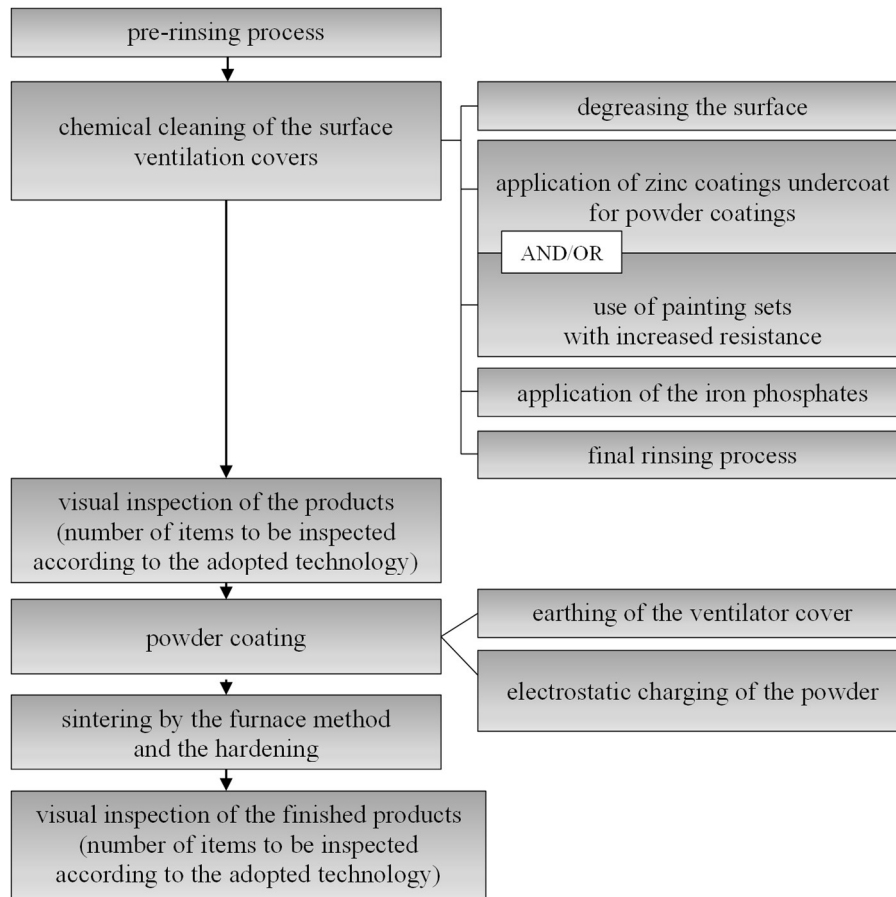 pre-rinsing process
chemical cleaning of the surface
ventilation covers
degreasing the surface
application of zinc coatings undercoat
for powder coatings
AND/OR
use of painting sets
with increased resistance
application of the iron phosphates
final rinsing process
visual inspection of the products
(number of items to be inspected
according to the adopted technology)
powder coating
earthing of the ventilator cover
electrostatic charging of the powder
sintering by the furnace method
and the hardening
visual inspection of the finished products
(number of items to be inspected
according to the adopted technology)